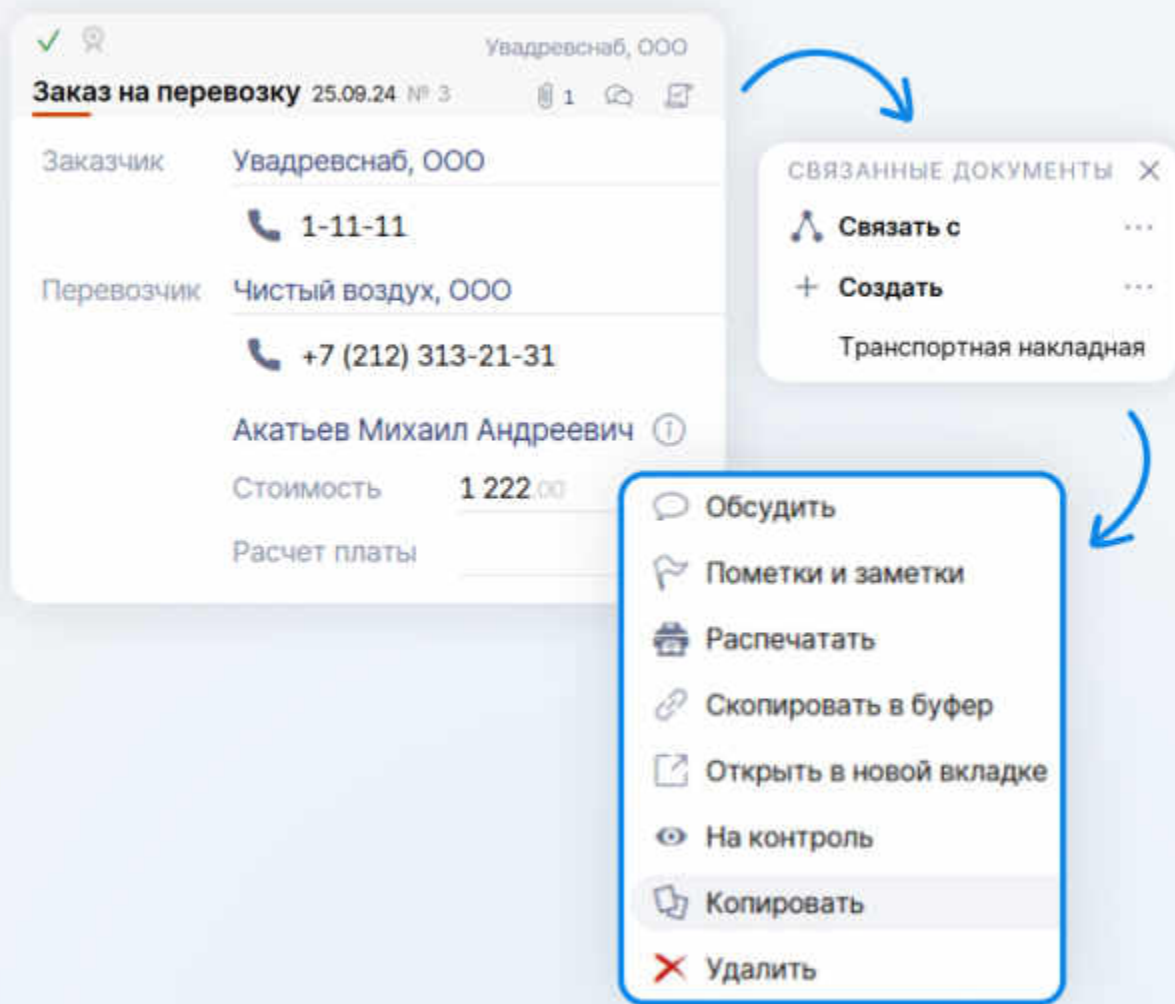 Увадревснаб, ООО
Заказ на перевозку 25.09.24 № 3 1
Заказчик Увадревснаб, ООО
1-11-11
Перевозчик Чистый воздух, ООО
+7 (212) 313-21-31
Акатьев Михаил Андреевич
Стоимость 1 222.00
Расчет платы
СВЯЗАННЫЕ ДОКУМЕНТЫ
Связать с
Создать
Транспортная накладная
Обсудить
Пометки и заметки
Распечатать
Скопировать в буфер
Открыть в новой вкладке
На контроль
Копировать
Удалить